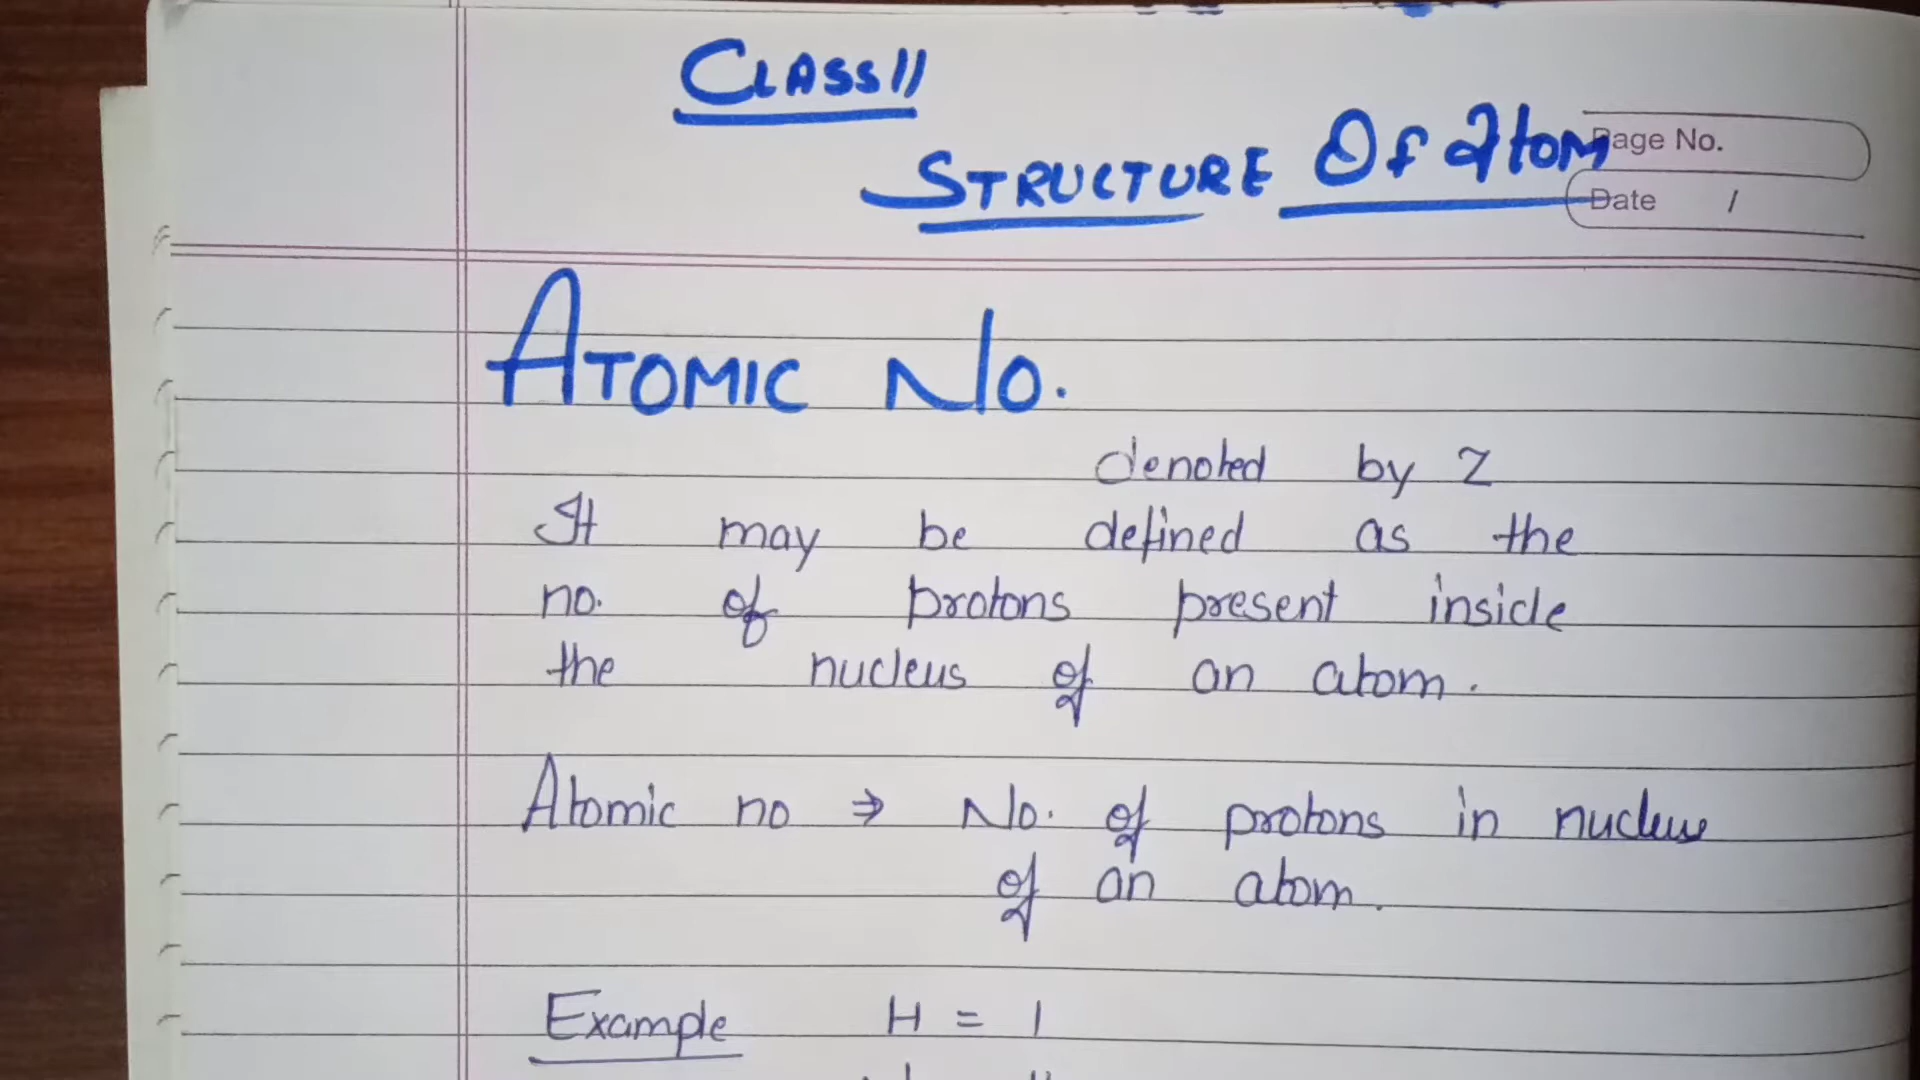 CLASS 11
STRUCTURE Of Atom
Page No.
Date /
ATOMIC NO.
denoted by Z
It may be defined as the
no. of protons present inside
the nucleus of an atom.
Atomic no ⇒ No. of protons in nucleus
of an atom.
Example H = 1